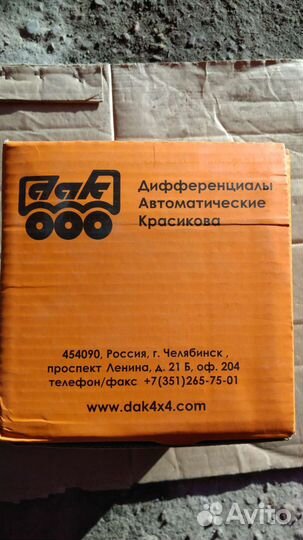 дак
Дифференциалы
Автоматические
Красикова
454090, Россия, г. Челябинск ,
проспект Ленина, д. 21 Б, оф. 204
телефон/факс +7(351)265-75-01
www.dak4x4.com
Avito